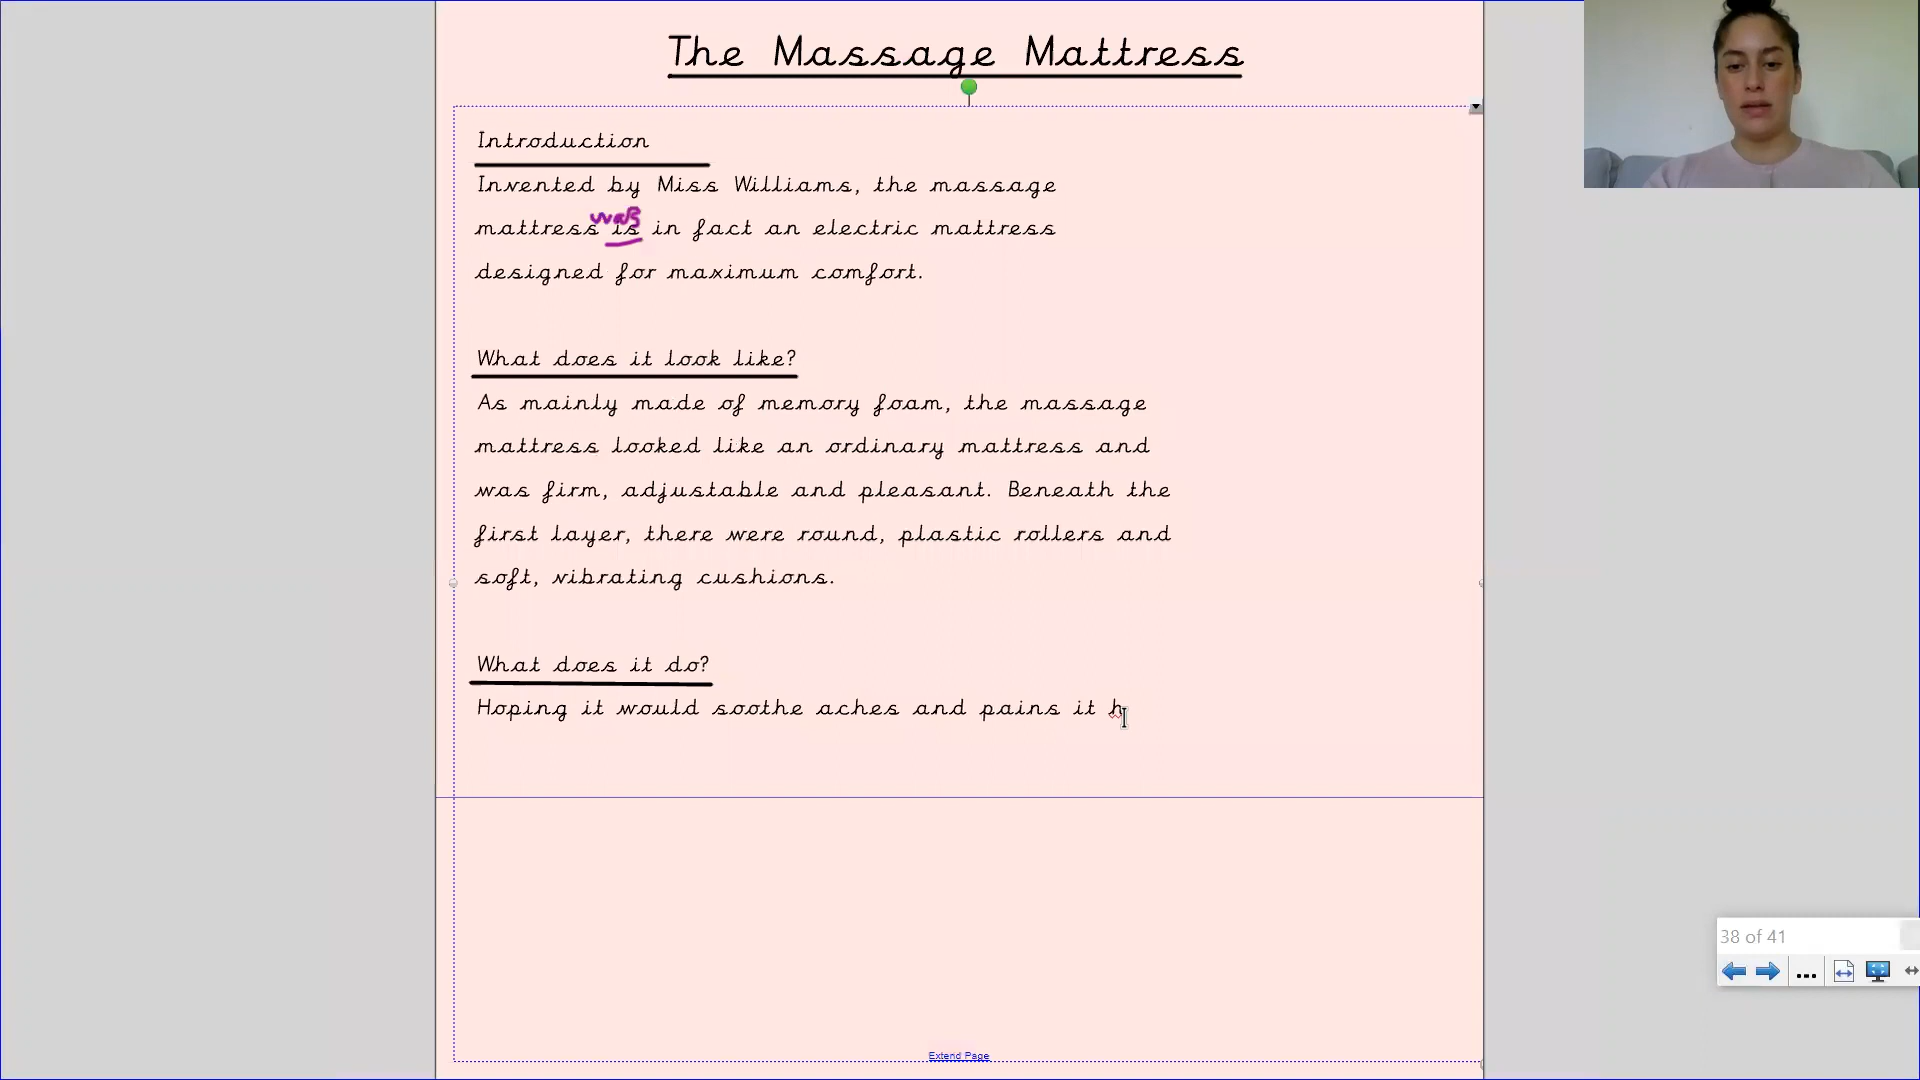 The Massage Mattress
Introduction
Invented by Miss Williams, the massage
was
mattress is in fact an electric mattress
designed for maximum comfort.
What does it look like?
As mainly made of memory foam, the massage
mattress looked like an ordinary mattress and
was firm, adjustable and pleasant. Beneath the
first layer, there were round, plastic rollers and
soft, vibrating cushions.
What does it do?
Hoping it would soothe aches and pains it h
38 of 41
...
Extend Page